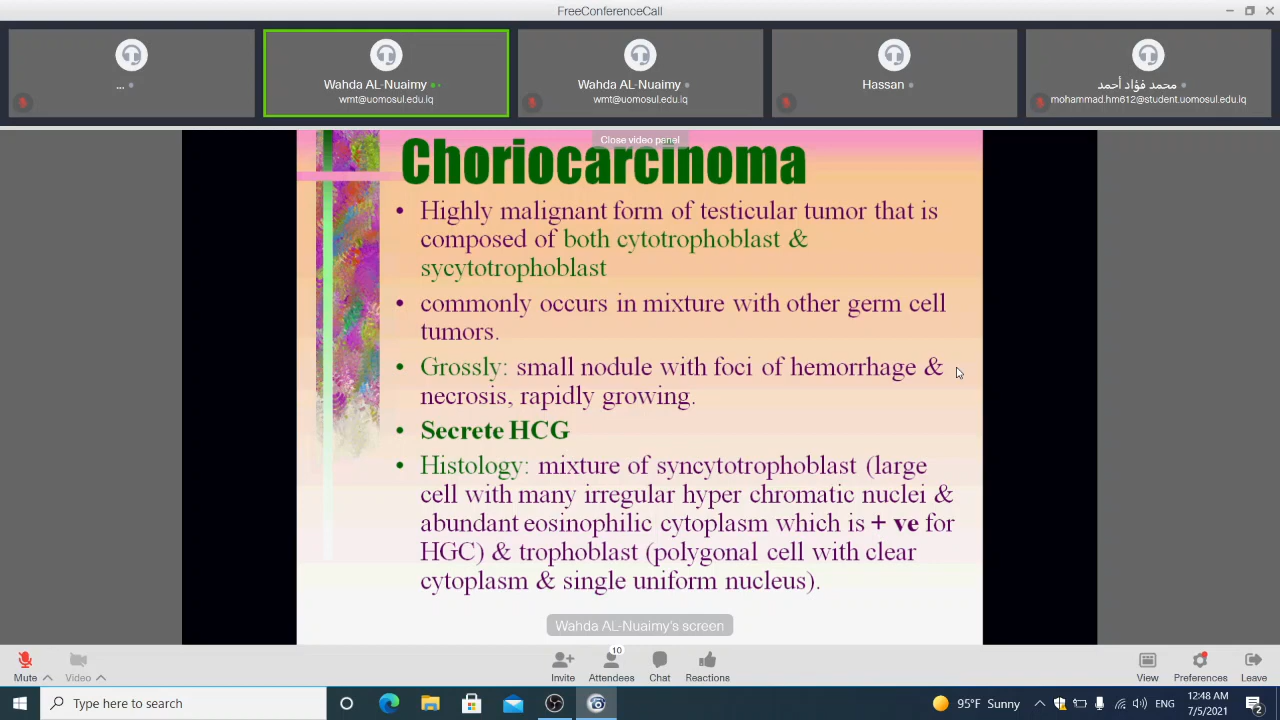 FreeConferenceCall
...
Wahda AL-Nuaimy
wmt@uomosul.edu.iq
Wahda AL-Nuaimy
wmt@uomosul.edu.iq
Hassan
محمد فؤاد أحمد
mohammad.hm612@student.uomosul.edu.iq
Close video panel
Choriocarcinoma
• Highly malignant form of testicular tumor that is
composed of both cytotrophoblast &
sycytotrophoblast
• commonly occurs in mixture with other germ cell
tumors.
• Grossly: small nodule with foci of hemorrhage &
necrosis, rapidly growing.
• Secrete HCG
• Histology: mixture of syncytotrophoblast (large
cell with many irregular hyper chromatic nuclei &
abundant eosinophilic cytoplasm which is + ve for
HGC) & trophoblast (polygonal cell with clear
cytoplasm & single uniform nucleus).
Wahda AL-Nuaimy's screen
Mute
Video
Invite
10
Attendees
Chat
Reactions
View
Preferences
Leave
Type here to search
95°F Sunny
ENG
12:48 AM
7/5/2021
2